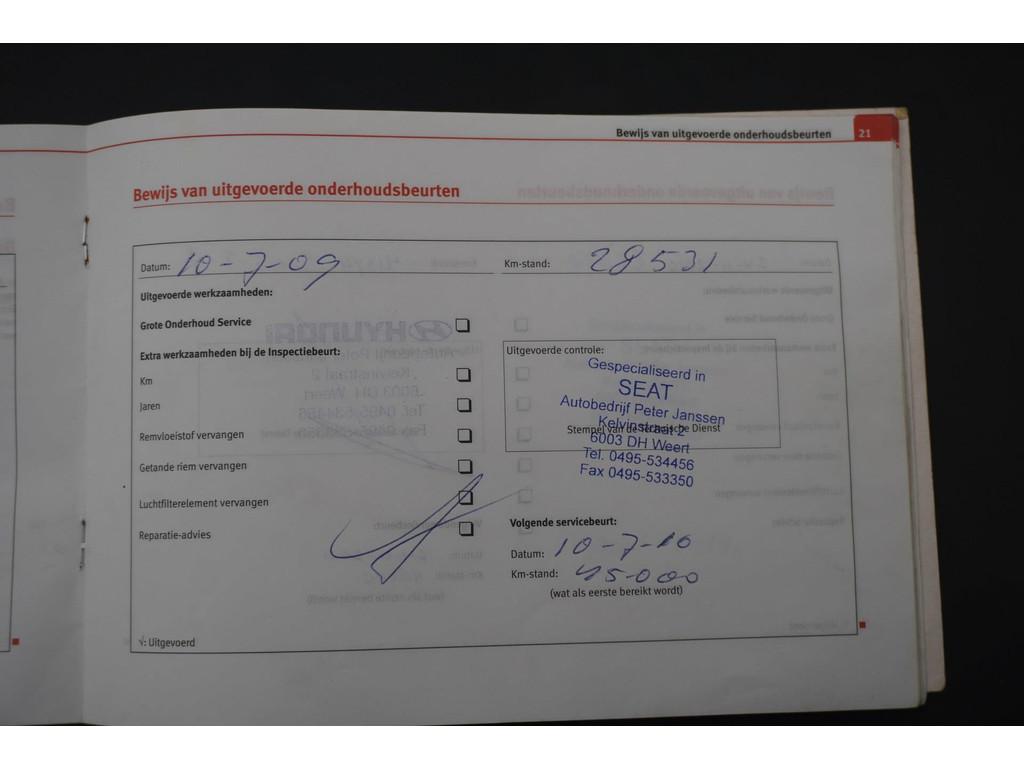 Bewijs van uitgevoerde onderhoudsbeurten 21
Bewijs van uitgevoerde onderhoudsbeurten
Datum: 10-7-09 Km-stand: 28531
Uitgevoerde werkzaamheden:
Grote Onderhoud Service
Extra werkzaamheden bij de Inspectiebeurt:
Km
Jaren
Remvloeistof vervangen
Getande riem vervangen
Luchtfilterelement vervangen
Reparatie-advies
Uitgevoerde controle:
Gespecialiseerd in
SEAT
Autobedrijf Peter Janssen
Kelvinstraat 2
Stempel van de Technische Dienst
6003 DH Weert
Tel. 0495-534456
Fax 0495-533350
Volgende servicebeurt:
Datum: 10-7-10
Km-stand: 45-000
(wat als eerste bereikt wordt)
√: Uitgevoerd